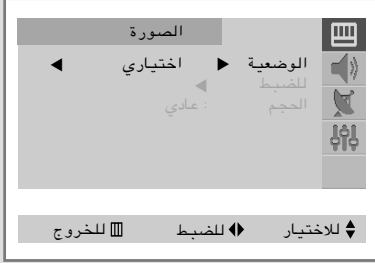 الصورة
الوضعية ◀ اختياري ▶
للضبط ◀
الحجم : عادي
للاختيار للضبط للخروج